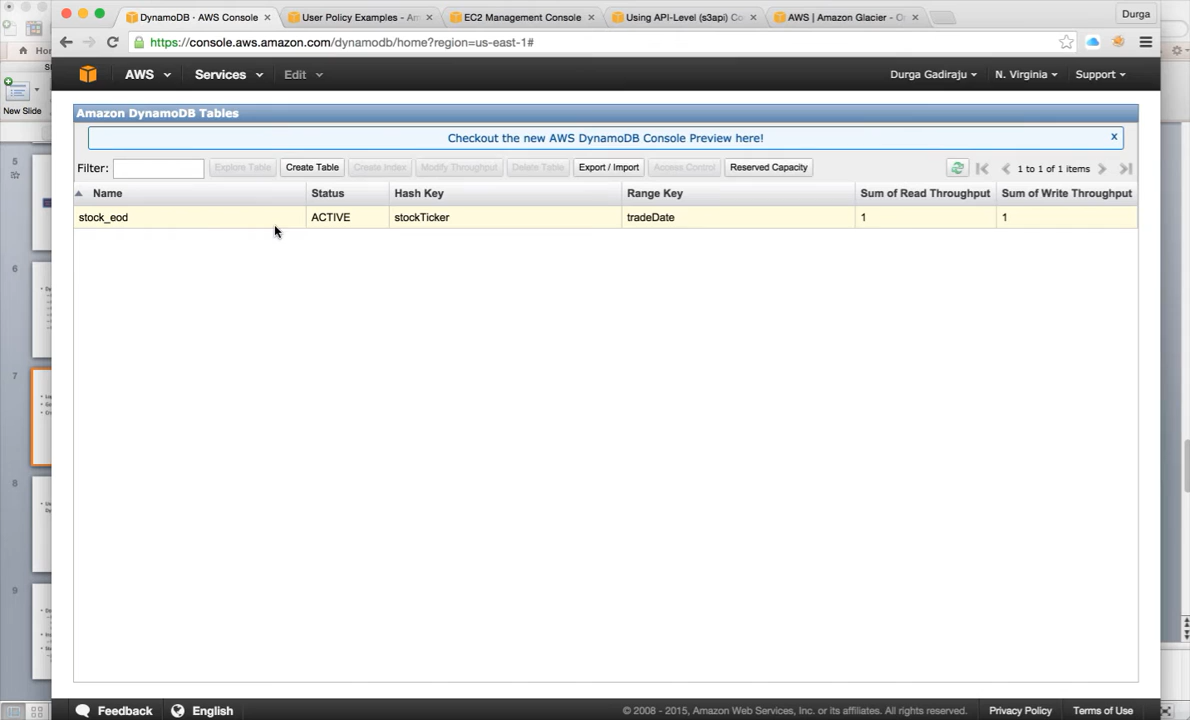 DynamoDB · AWS Console
User Policy Examples - Am
EC2 Management Console
Using API-Level (s3api) Co
AWS | Amazon Glacier - O
Durga
https://console.aws.amazon.com/dynamodb/home?region=us-east-1#
AWS Services Edit Durga Gadiraju N. Virginia Support
Amazon DynamoDB Tables
Checkout the new AWS DynamoDB Console Preview here! x
Filter: Explore Table Create Table Create Index Modify Throughput Delete Table Export / Import Access Control Reserved Capacity 1 to 1 of 1 items
Name Status Hash Key Range Key Sum of Read Throughput Sum of Write Throughput
stock_eod ACTIVE stockTicker tradeDate 1 1
Feedback English © 2008 - 2015, Amazon Web Services, Inc. or its affiliates. All rights reserved. Privacy Policy Terms of Use
New Slide
5
6
7
8
9